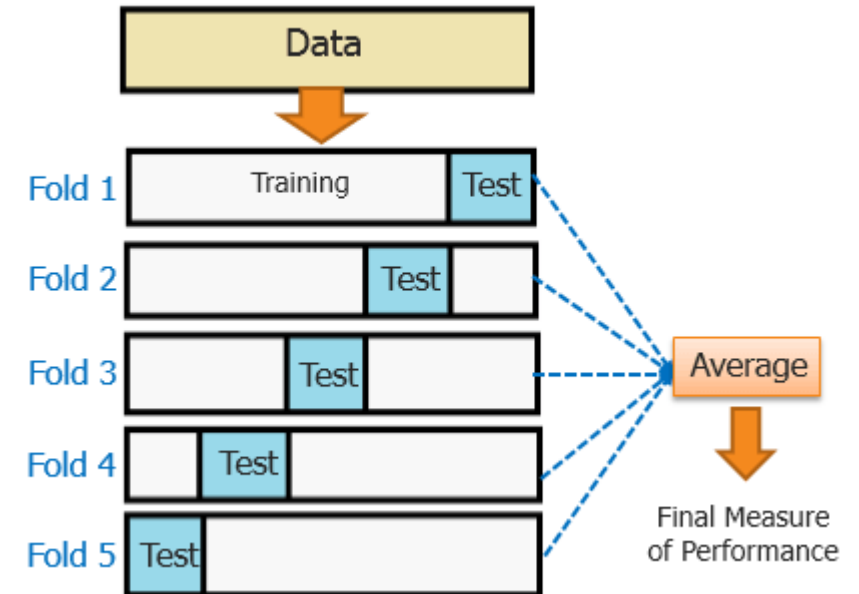 Data
Fold 1
Training
Test
Fold 2
Test
Fold 3
Test
Average
Fold 4
Test
Final Measure
of Performance
Fold 5
Test